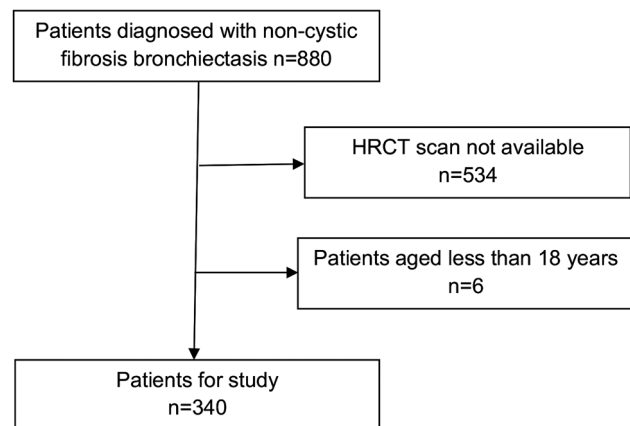 Patients diagnosed with non-cystic
fibrosis bronchiectasis n=880
HRCT scan not available
n=534
Patients aged less than 18 years
n=6
Patients for study
n=340